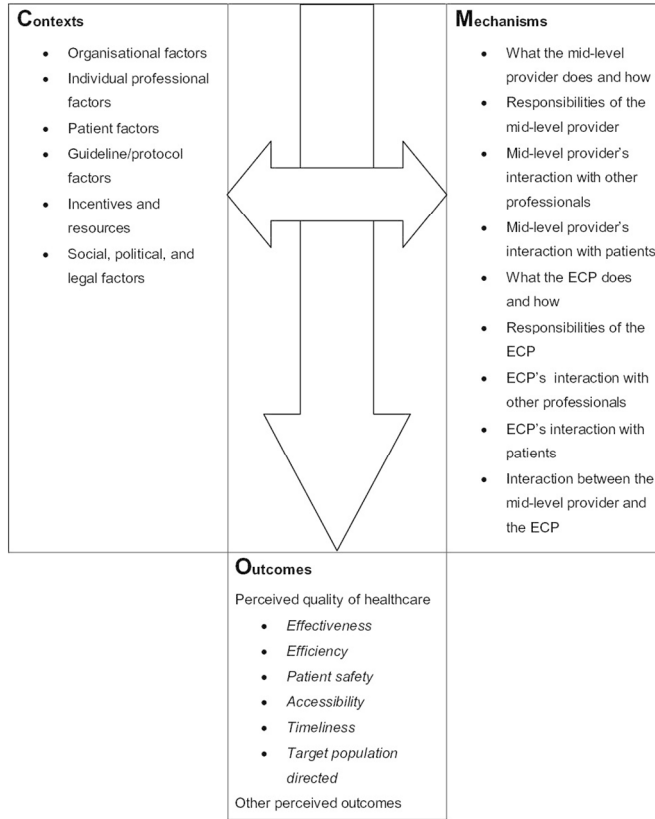 Contexts
• Organisational factors
• Individual professional
factors
• Patient factors
• Guideline/protocol
factors
• Incentives and
resources
• Social, political, and
legal factors
Mechanisms
• What the mid-level
provider does and how
• Responsibilities of the
mid-level provider
• Mid-level provider's
interaction with other
professionals
• Mid-level provider's
interaction with patients
• What the ECP does
and how
• Responsibilities of the
ECP
• ECP's interaction with
other professionals
• ECP's interaction with
patients
• Interaction between the
mid-level provider and
the ECP
Outcomes
Perceived quality of healthcare
• Effectiveness
• Efficiency
• Patient safety
• Accessibility
• Timeliness
• Target population
directed
Other perceived outcomes